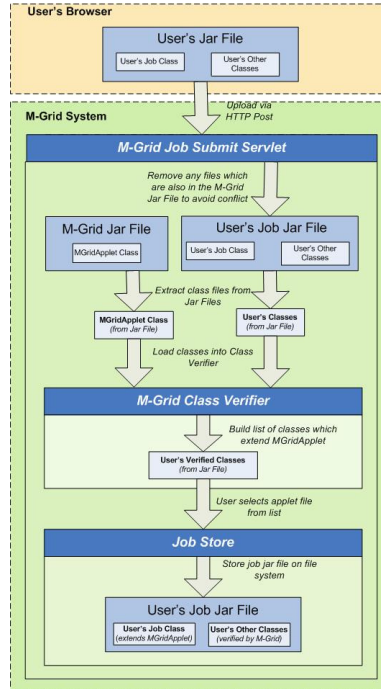 User's Browser
User's Jar File
User's Job Class
User's Other
Classes
Upload via
HTTP Post
M-Grid System
M-Grid Job Submit Servlet
Remove any files which
are also in the M-Grid
Jar File to avoid conflict
M-Grid Jar File
MGridApplet Class
User's Job Jar File
User's Job Class
User's Other
Classes
Extract class files from
Jar Files
MGridApplet Class
(from Jar File)
User's Classes
(from Jar File)
Load classes into Class
Verifier
M-Grid Class Verifier
Build list of classes which
extend MGridApplet
User's Verified Classes
(from Jar File)
User selects applet file
from list
Job Store
Store job jar file on file
system
User's Job Jar File
User's Job Class
(extends MGridApplet)
User's Other Classes
(verified by M-Grid)